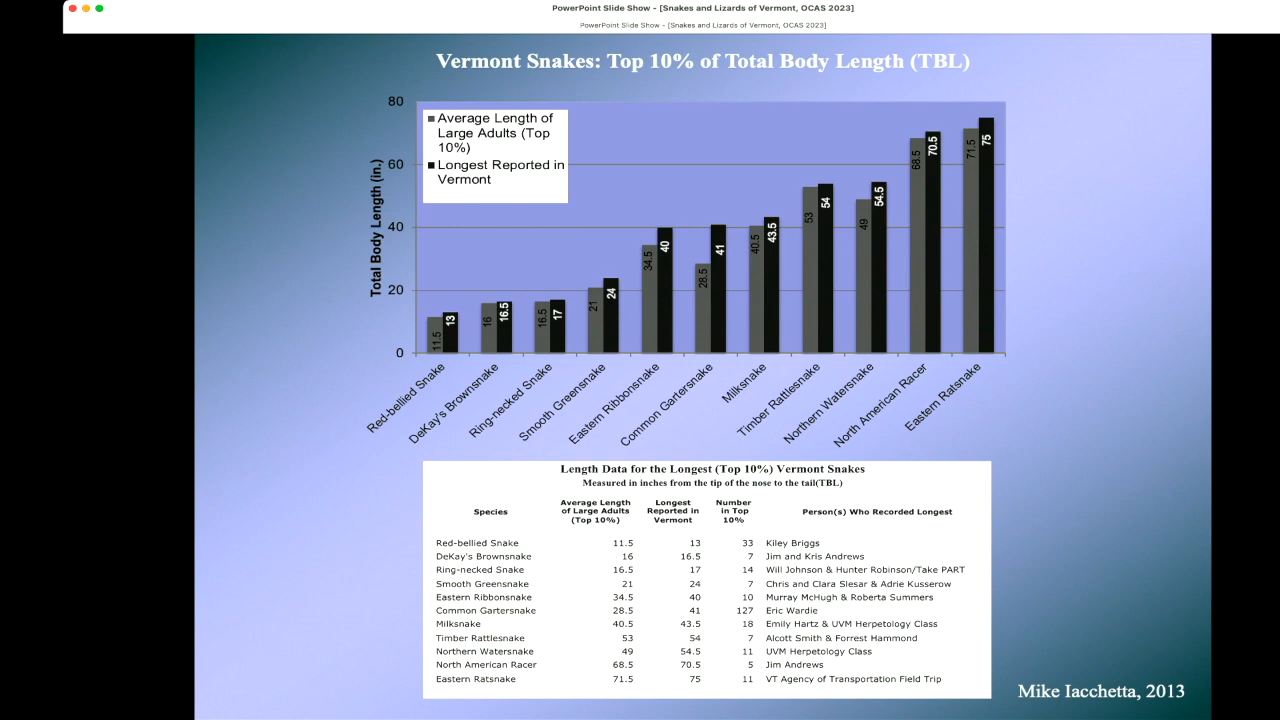 PowerPoint Slide Show - [Snakes and Lizards of Vermont, OCAS 2023]
PowerPoint Slide Show - [Snakes and Lizards of Vermont, OCAS 2023]
Vermont Snakes: Top 10% of Total Body Length (TBL)
Total Body Length (in.)
80
60
40
20
0
Average Length of
Large Adults (Top
10%)
Longest Reported in
Vermont
11.5 13 16 16.5 16.5 17 21 24 34.5 40 28.5 41 40.5 43.5 53 54 49 54.5 68.5 70.5 71.5 75
Red-bellied Snake
DeKay's Brownsnake
Ring-necked Snake
Smooth Greensnake
Eastern Ribbonsnake
Common Gartersnake
Milksnake
Timber Rattlesnake
Northern Watersnake
North American Racer
Eastern Ratsnake
Length Data for the Longest (Top 10%) Vermont Snakes
Measured in inches from the tip of the nose to the tail(TBL)
Average Length Longest Number
Species of Large Adults Reported in in Top Person(s) Who Recorded Longest
(Top 10%) Vermont 10%
Red-bellied Snake 11.5 13 33 Kiley Briggs
DeKay's Brownsnake 16 16.5 7 Jim and Kris Andrews
Ring-necked Snake 16.5 17 14 Will Johnson & Hunter Robinson/Take PART
Smooth Greensnake 21 24 7 Chris and Clara Slesar & Adrie Kusserow
Eastern Ribbonsnake 34.5 40 10 Murray McHugh & Roberta Summers
Common Gartersnake 28.5 41 127 Eric Wardie
Milksnake 40.5 43.5 18 Emily Hartz & UVM Herpetology Class
Timber Rattlesnake 53 54 7 Alcott Smith & Forrest Hammond
Northern Watersnake 49 54.5 11 UVM Herpetology Class
North American Racer 68.5 70.5 5 Jim Andrews
Eastern Ratsnake 71.5 75 11 VT Agency of Transportation Field Trip
Mike Iacchetta, 2013